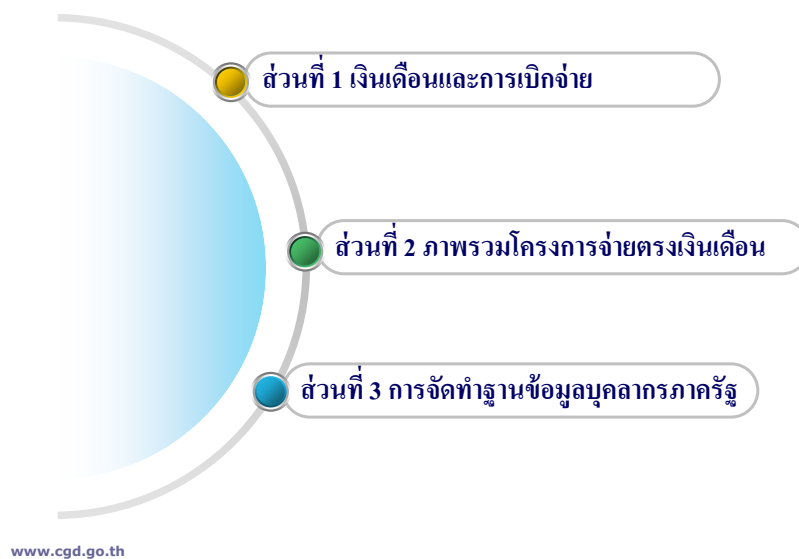 ส่วนที่ 1 เงินเดือนและการเบิกจ่าย
ส่วนที่ 2 ภาพรวมโครงการจ่ายตรงเงินเดือน
ส่วนที่ 3 การจัดทำฐานข้อมูลบุคลากรภาครัฐ
www.cgd.go.th